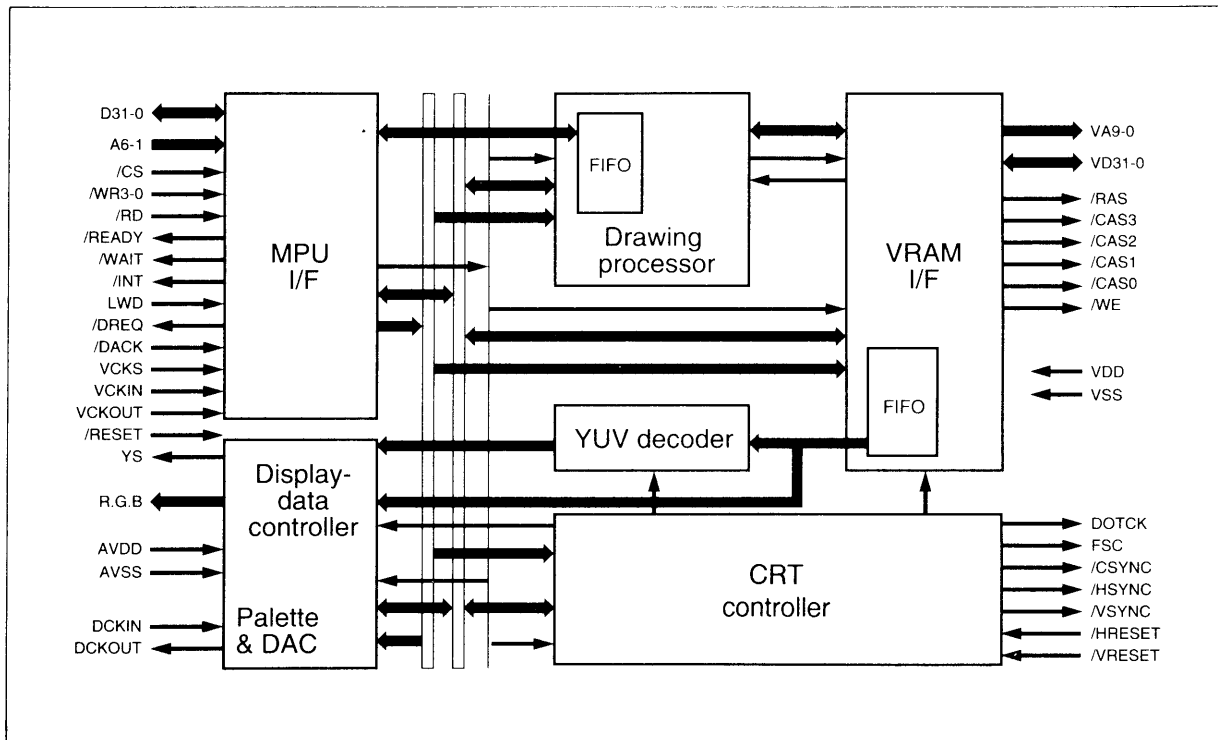 D31-0
A6-1
/CS
/WR3-0
/RD
/READY
/WAIT
/INT
LWD
/DREQ
/DACK
VCKS
VCKIN
VCKOUT
/RESET
YS
R.G.B
AVDD
AVSS
DCKIN
DCKOUT
MPU
I/F
Display-
data
controller
Palette
& DAC
FIFO
Drawing
processor
YUV decoder
CRT
controller
VRAM
I/F
FIFO
VA9-0
VD31-0
/RAS
/CAS3
/CAS2
/CAS1
/CAS0
/WE
VDD
VSS
DOTCK
FSC
/CSYNC
/HSYNC
/VSYNC
/HRESET
/VRESET